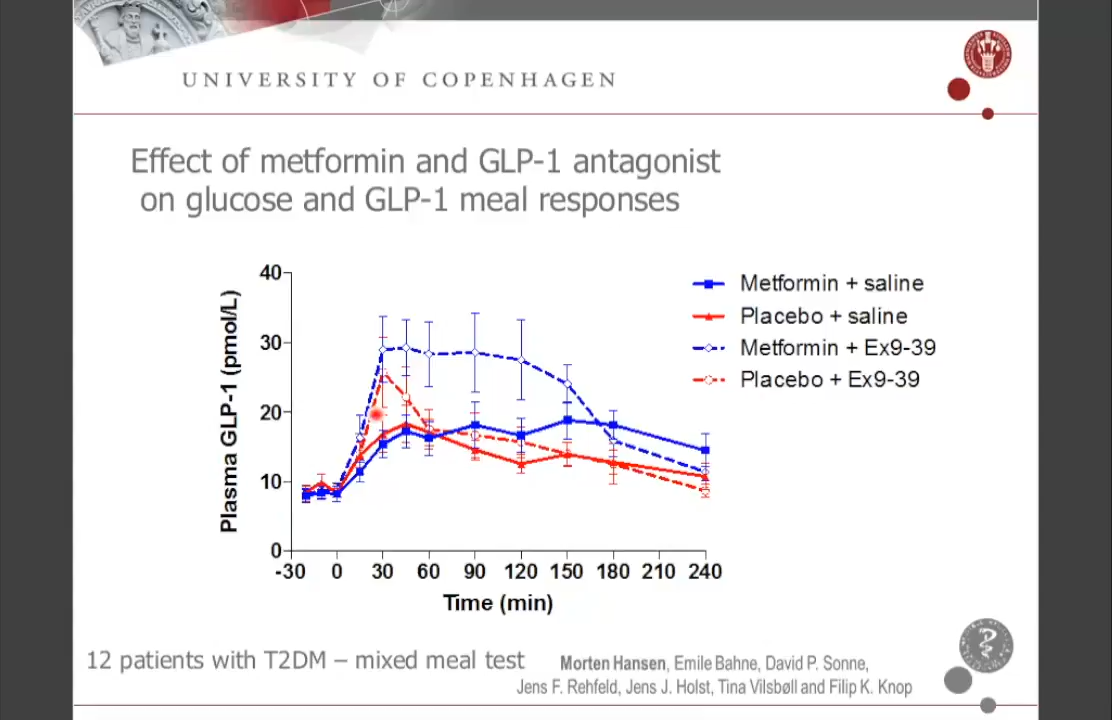 UNIVERSITY OF COPENHAGEN
Effect of metformin and GLP-1 antagonist
on glucose and GLP-1 meal responses
Plasma GLP-1 (pmol/L)
40
30
20
10
0
-30 0 30 60 90 120 150 180 210 240
Time (min)
Metformin + saline
Placebo + saline
Metformin + Ex9-39
Placebo + Ex9-39
12 patients with T2DM – mixed meal test
Morten Hansen, Emile Bahne, David P. Sonne,
Jens F. Rehfeld, Jens J. Holst, Tina Vilsbøll and Filip K. Knop